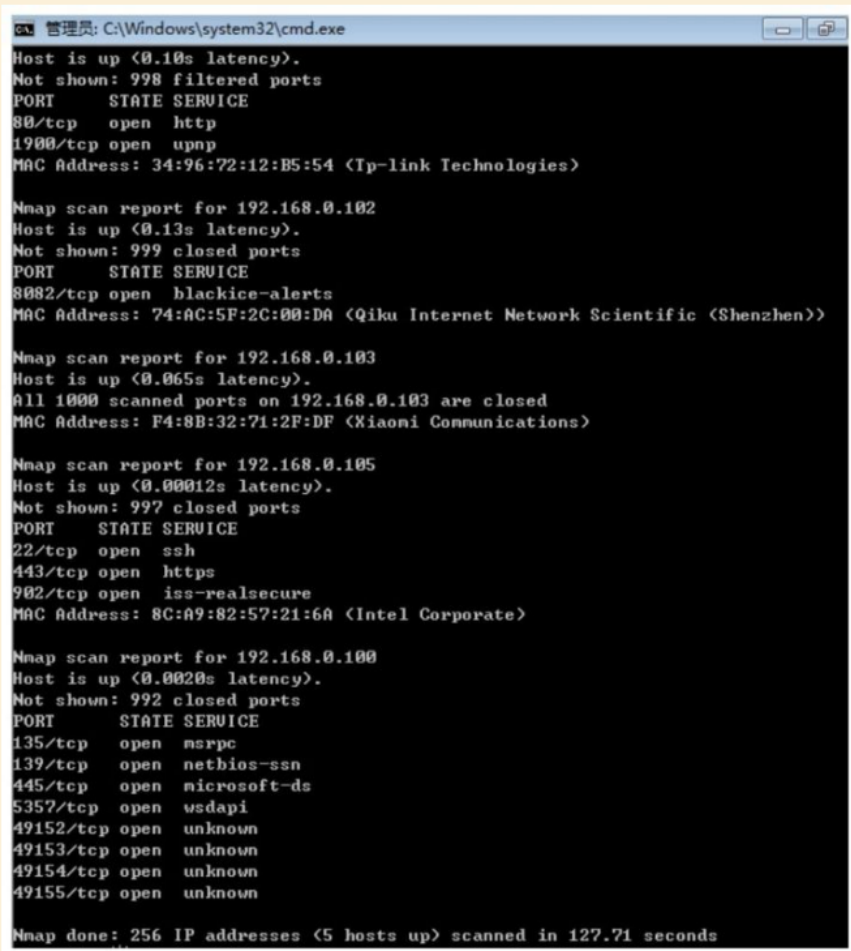 管理员: C:\Windows\system32\cmd.exe
Host is up (0.10s latency).
Not shown: 998 filtered ports
PORT STATE SERVICE
80/tcp open http
1900/tcp open upnp
MAC Address: 34:96:72:12:B5:54 (Tp-link Technologies)
Nmap scan report for 192.168.0.102
Host is up (0.13s latency).
Not shown: 999 closed ports
PORT STATE SERVICE
8082/tcp open blackice-alerts
MAC Address: 74:AC:5F:2C:00:DA (Qiku Internet Network Scientific (Shenzhen))
Nmap scan report for 192.168.0.103
Host is up (0.065s latency).
All 1000 scanned ports on 192.168.0.103 are closed
MAC Address: F4:8B:32:71:2F:DF (Xiaomi Communications)
Nmap scan report for 192.168.0.105
Host is up (0.00012s latency).
Not shown: 997 closed ports
PORT STATE SERVICE
22/tcp open ssh
443/tcp open https
902/tcp open iss-realsecure
MAC Address: 8C:A9:82:57:21:6A (Intel Corporate)
Nmap scan report for 192.168.0.100
Host is up (0.0020s latency).
Not shown: 992 closed ports
PORT STATE SERVICE
135/tcp open msrpc
139/tcp open netbios-ssn
445/tcp open microsoft-ds
5357/tcp open wsdapi
49152/tcp open unknown
49153/tcp open unknown
49154/tcp open unknown
49155/tcp open unknown
Nmap done: 256 IP addresses (5 hosts up) scanned in 127.71 seconds